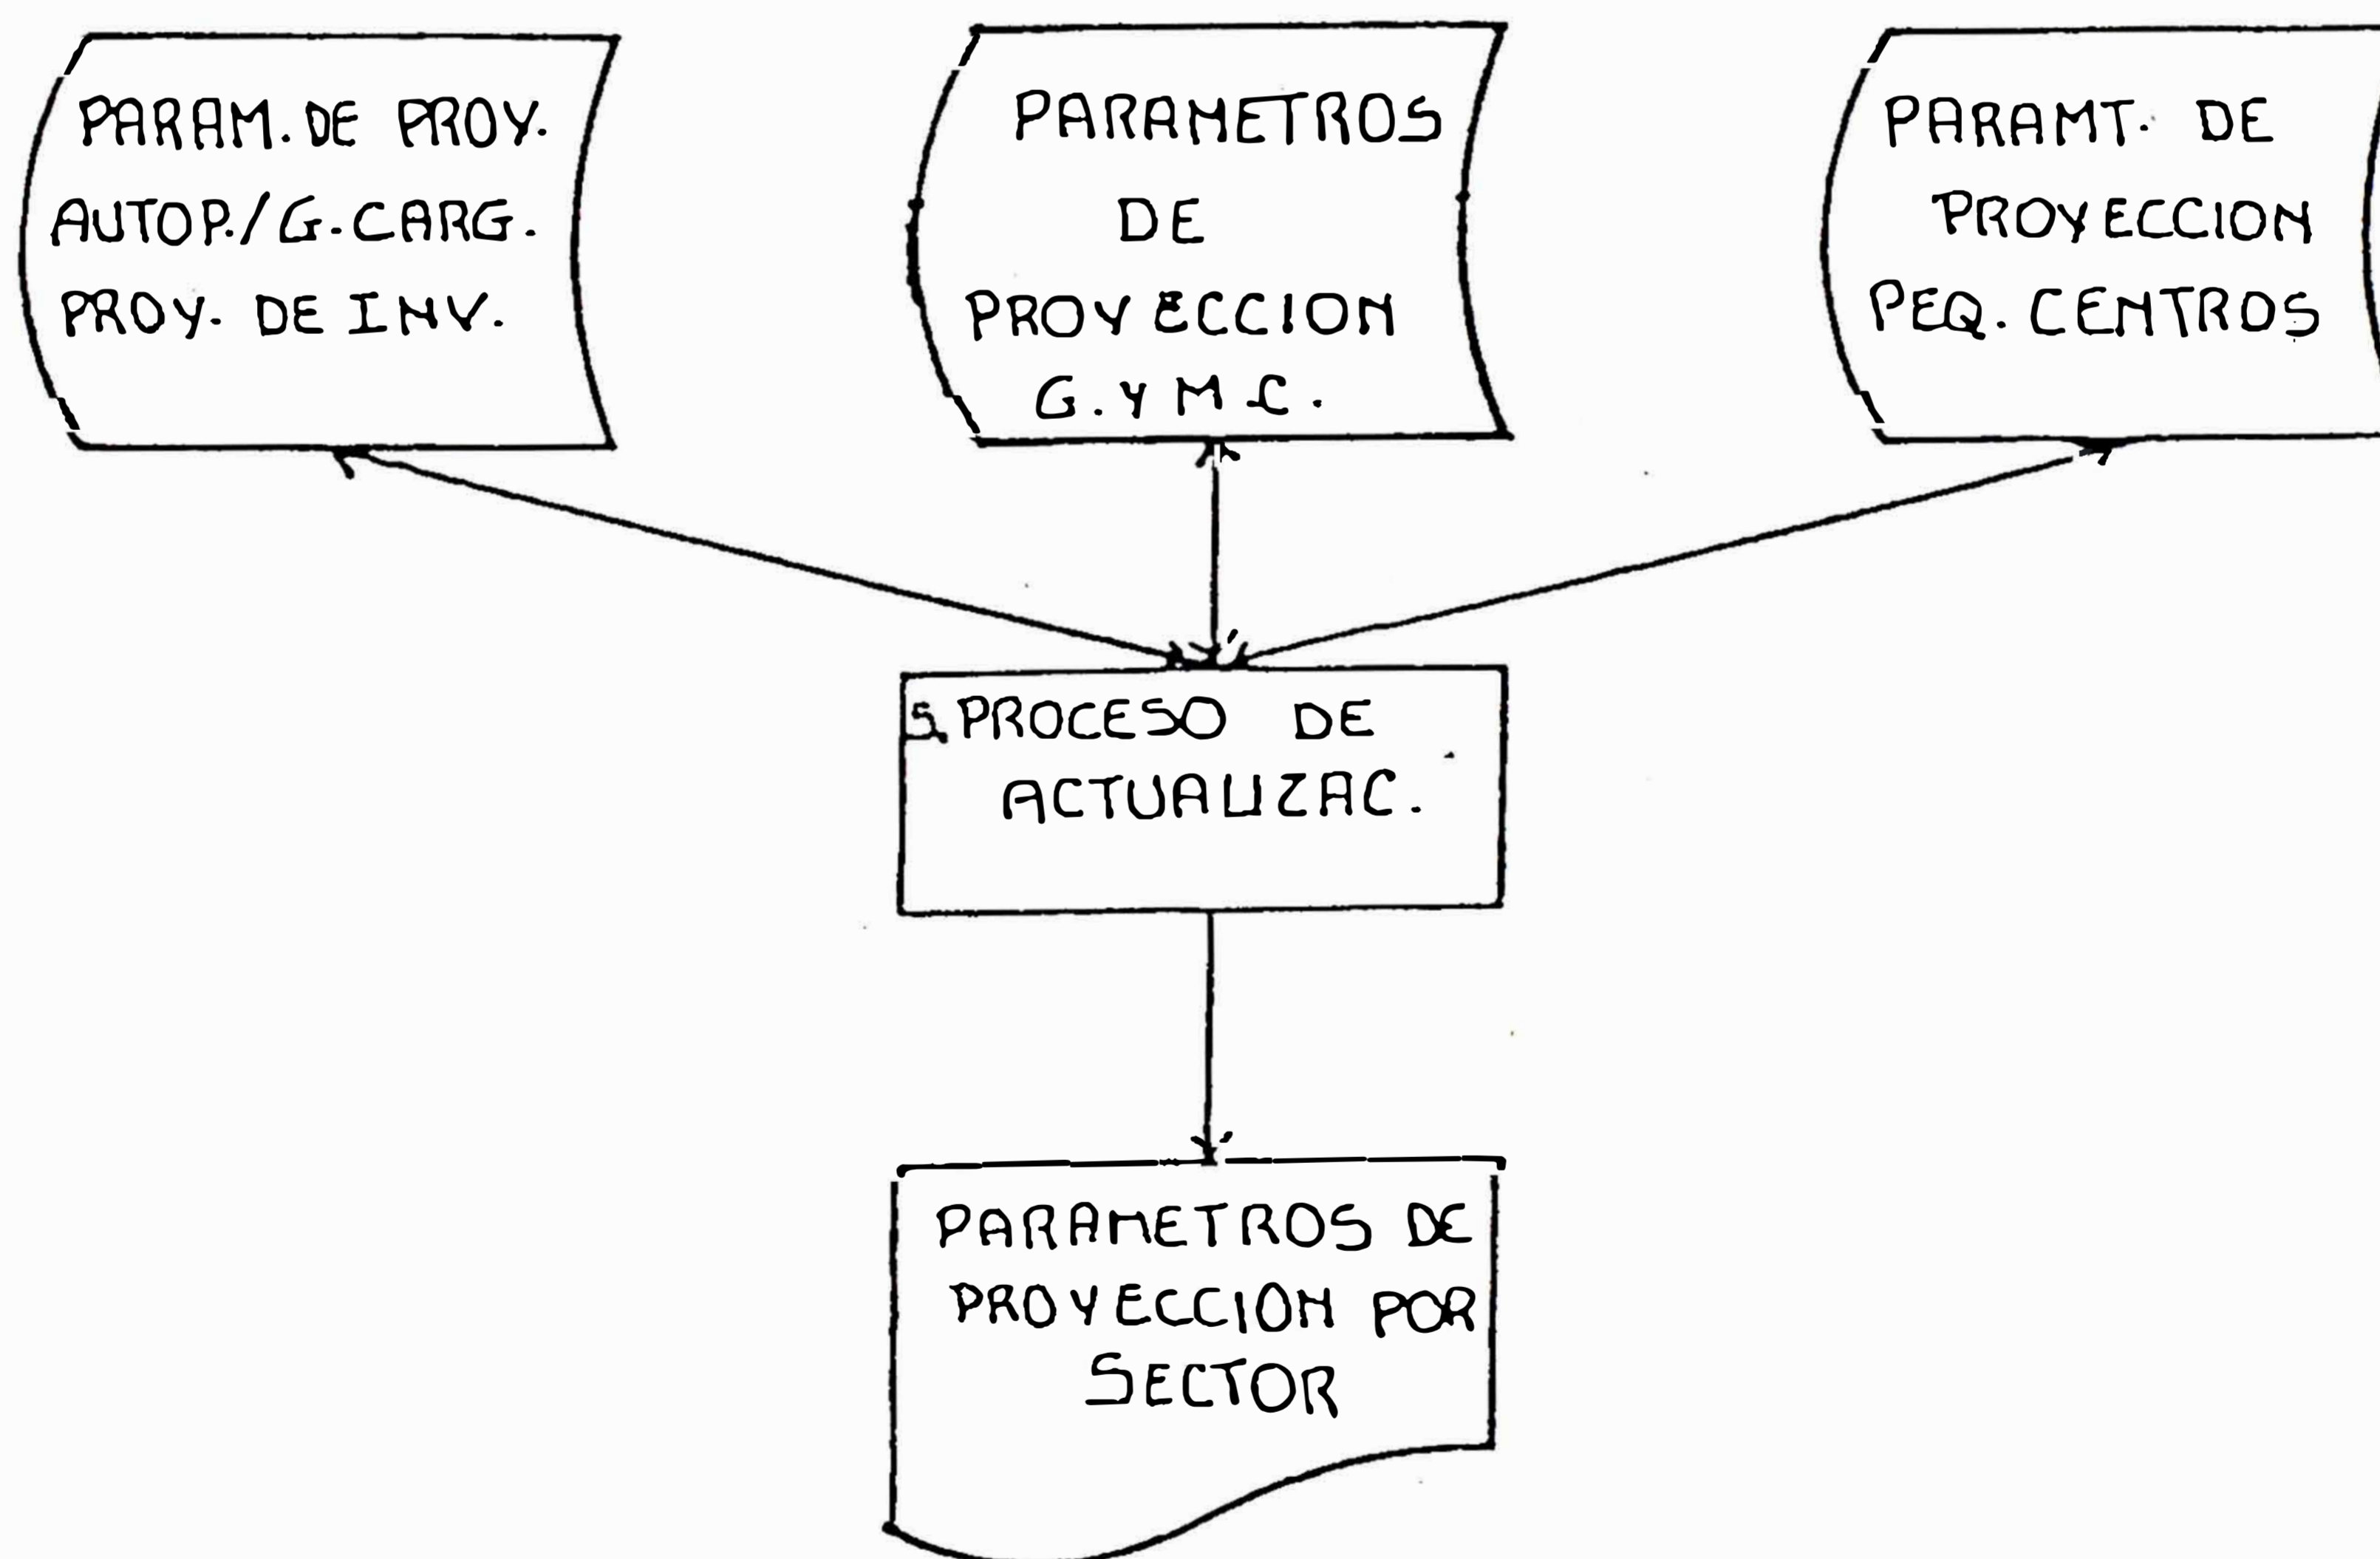 PARAM. DE PROY.
AUTOP./G.CARG.
PROY. DE INV.
PARAMETROS
DE
PROYECCION
G. Y M C.
PARAMT. DE
PROYECCION
PEQ. CENTROS
5. PROCESO DE
ACTUALIZAC.
PARAMETROS DE
PROYECCION POR
SECTOR